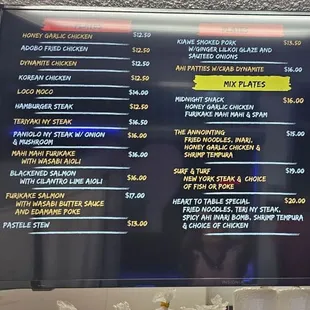 HONEY GARLIC CHICKEN $12.50
ADOBO FRIED CHICKEN $12.50
DYNAMITE CHICKEN $12.50
KOREAN CHICKEN $12.50
LOCO MOCO $14.00
HAMBURGER STEAK $12.50
TERIYAKI NY STEAK $16.50
PANIOLO NY STEAK W/ ONION $16.00
& MUSHROOM
MAHI MAHI FURIKAKE $16.00
WITH WASABI AIOLI
BLACKENED SALMON $16.00
WITH CILANTRO LIME AIOLI
FURIKAKE SALMON $17.00
WITH WASABI BUTTER SAUCE
AND EDAMAME POKE
PASTELE STEW $13.00
KIAWE SMOKED PORK $13.50
W/GINGER LILIKOI GLAZE AND
SAUTEED ONIONS
AHI PATTIES W/CRAB DYNAMITE $16.00
MIX PLATES
MIDNIGHT SNACK $16.00
HONEY GARLIC CHICKEN
FURIKAKE MAHI MAHI & SPAM
THE ANNOINTING $15.00
FRIED NOODLES, INARI,
HONEY GARLIC CHICKEN &
SHRIMP TEMPURA
SURF & TURF $19.00
NEW YORK STEAK & CHOICE
OF FISH OR POKE
HEART TO TABLE SPECIAL $20.00
FRIED NOODLES, TERI NY STEAK,
SPICY AHI INARI BOMB, SHRIMP TEMPURA
& CHOICE OF CHICKEN